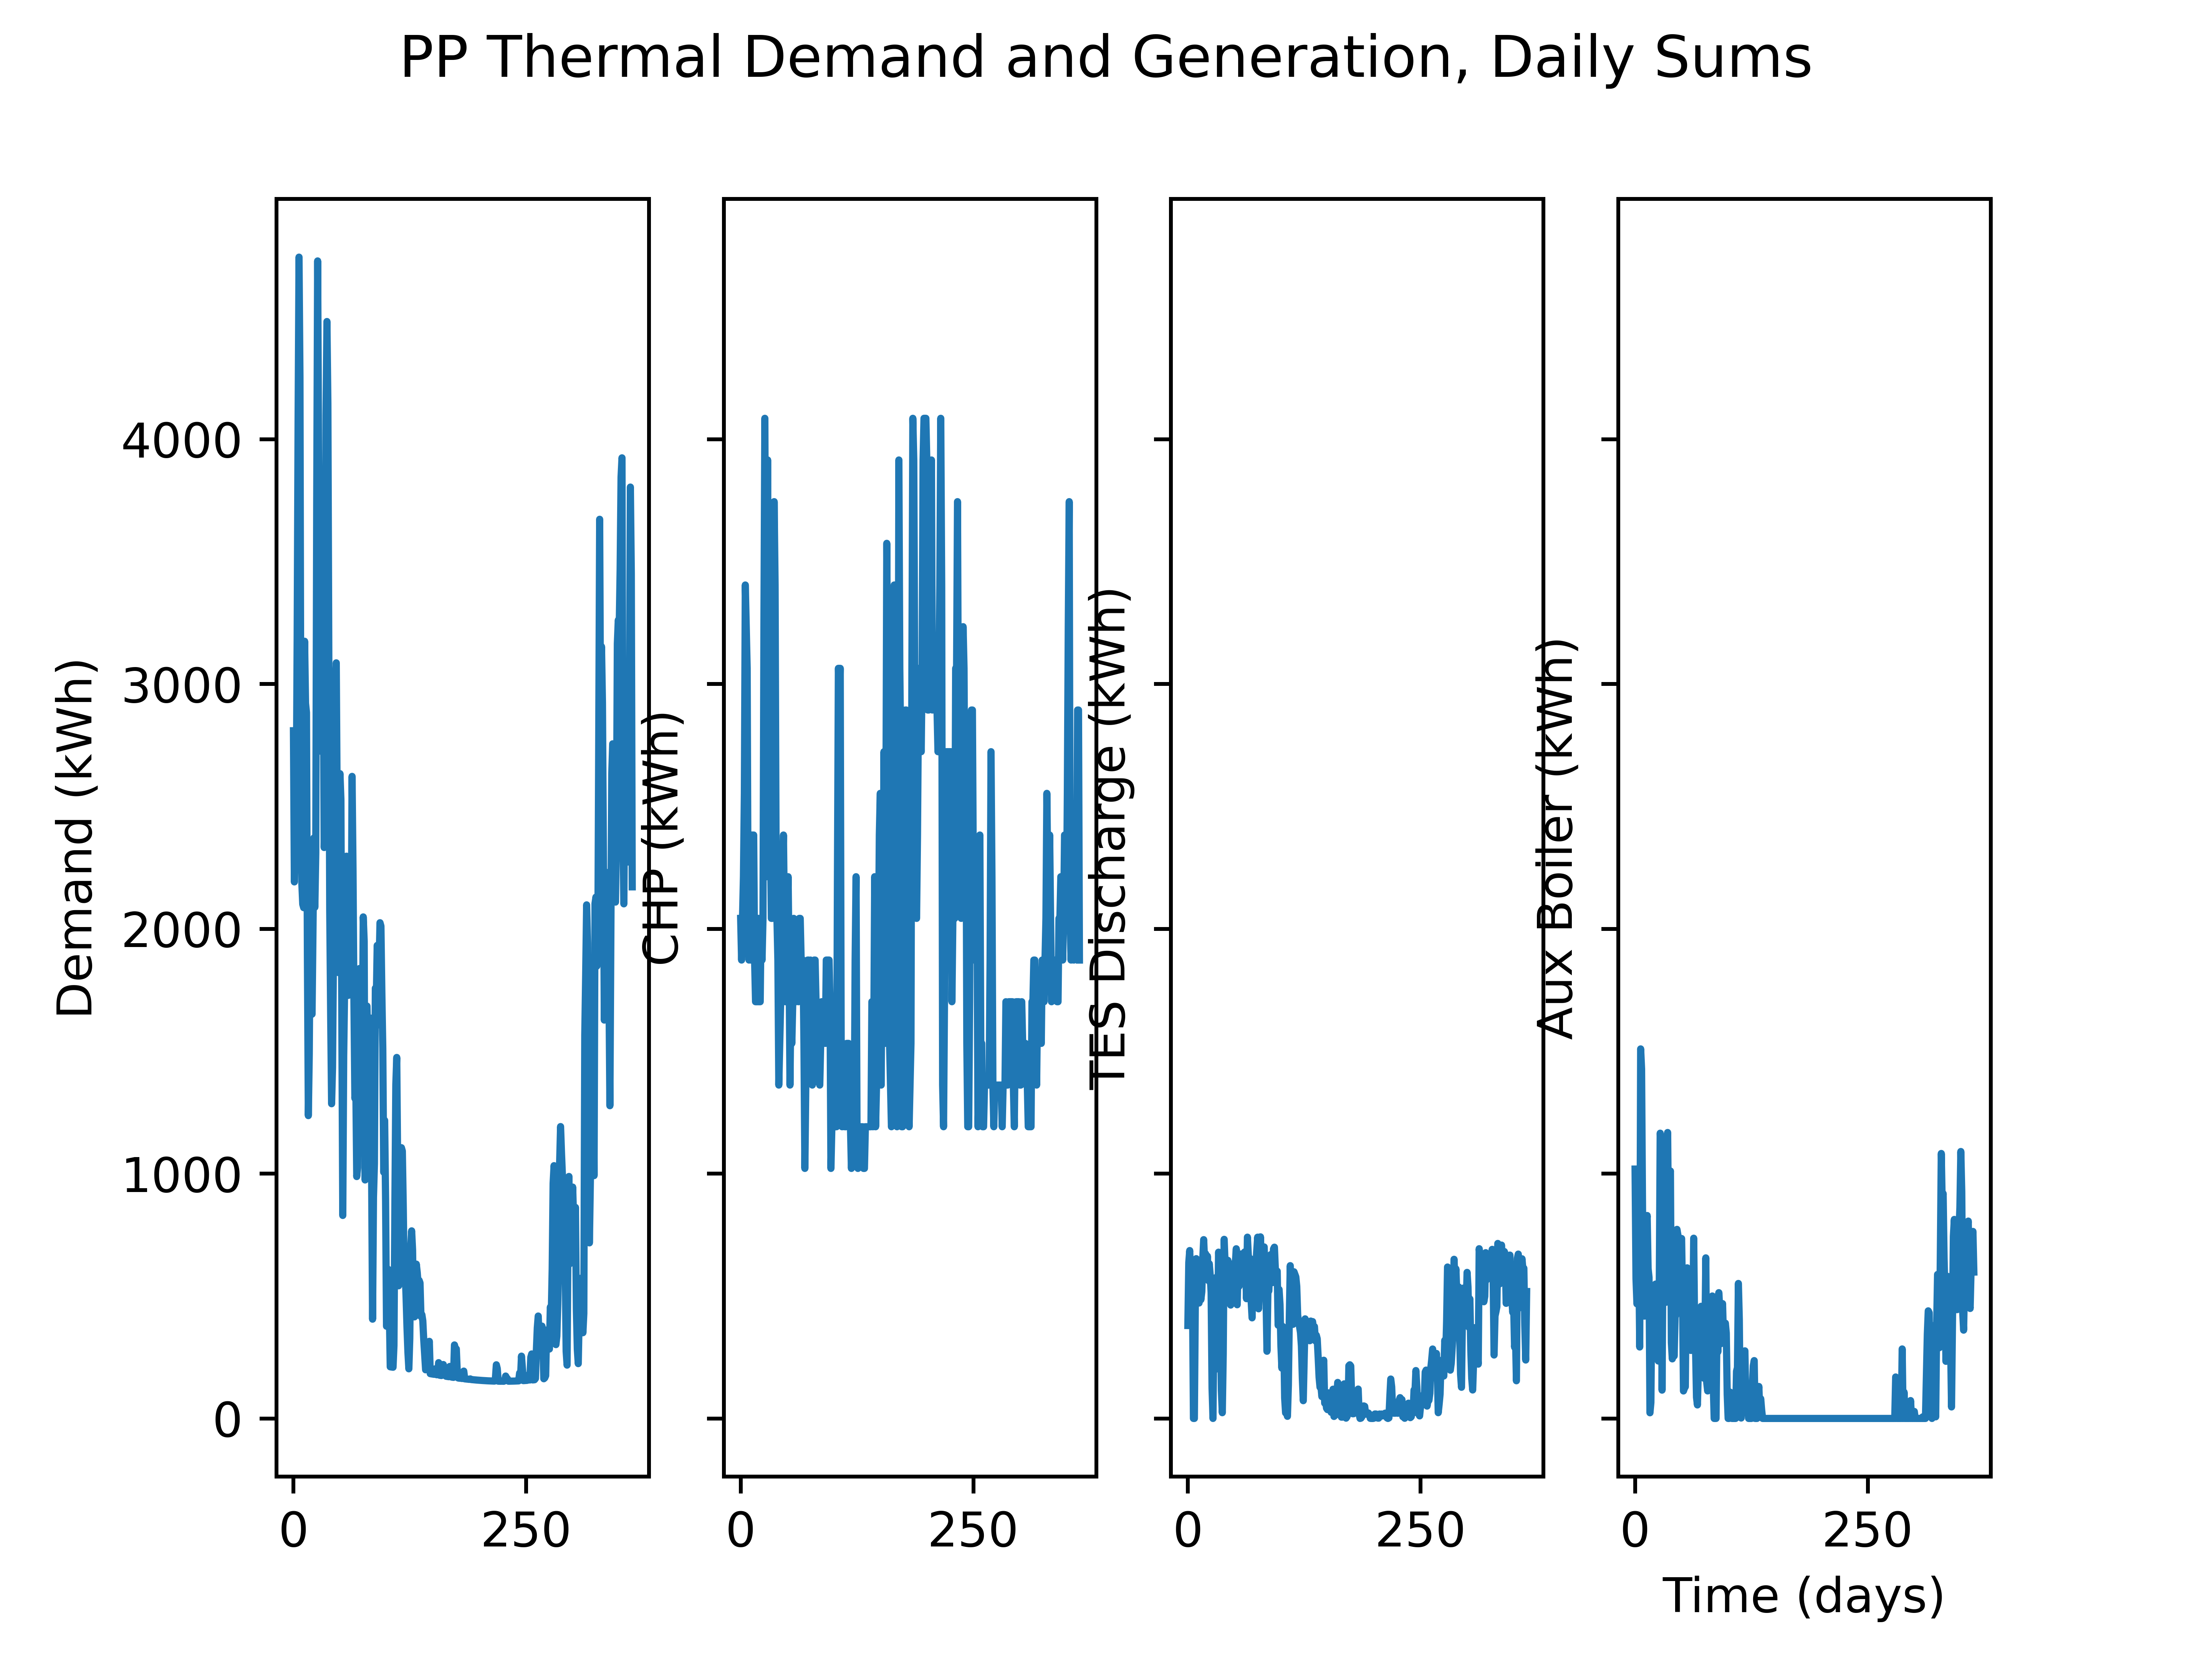 PP Thermal Demand and Generation, Daily Sums
Demand (kWh)
4000
3000
2000
1000
0
0
250
CHP (kWh)
0
250
TES Discharge (kWh)
0
250
Aux Boiler (kWh)
0
250
Time (days)